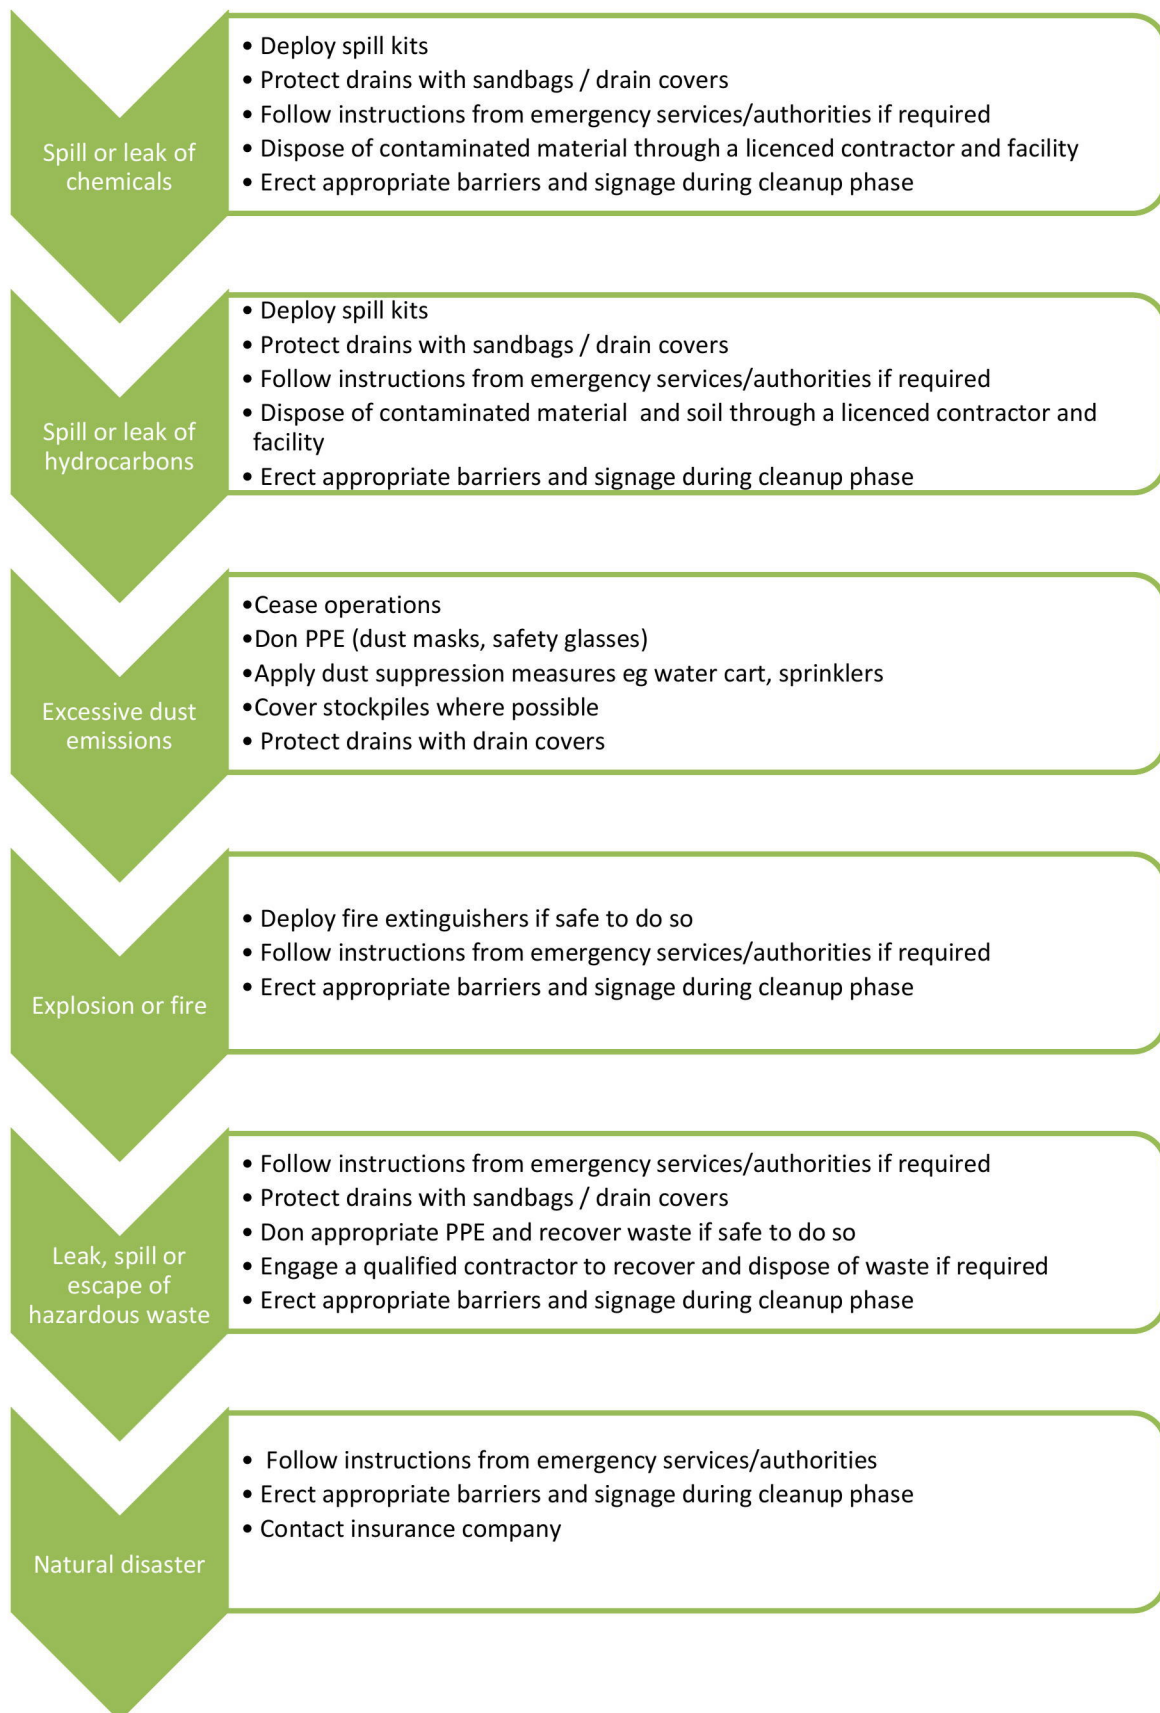 Spill or leak of
chemicals
• Deploy spill kits
• Protect drains with sandbags / drain covers
• Follow instructions from emergency services/authorities if required
• Dispose of contaminated material through a licenced contractor and facility
• Erect appropriate barriers and signage during cleanup phase
Spill or leak of
hydrocarbons
• Deploy spill kits
• Protect drains with sandbags / drain covers
• Follow instructions from emergency services/authorities if required
• Dispose of contaminated material  and soil through a licenced contractor and
facility
• Erect appropriate barriers and signage during cleanup phase
Excessive dust
emissions
•Cease operations
•Don PPE (dust masks, safety glasses)
•Apply dust suppression measures eg water cart, sprinklers
•Cover stockpiles where possible
• Protect drains with drain covers
Explosion or fire
• Deploy fire extinguishers if safe to do so
• Follow instructions from emergency services/authorities if required
• Erect appropriate barriers and signage during cleanup phase
Leak, spill or
escape of
hazardous waste
• Follow instructions from emergency services/authorities if required
• Protect drains with sandbags / drain covers
• Don appropriate PPE and recover waste if safe to do so
• Engage a qualified contractor to recover and dispose of waste if required
• Erect appropriate barriers and signage during cleanup phase
Natural disaster
•  Follow instructions from emergency services/authorities
• Erect appropriate barriers and signage during cleanup phase
• Contact insurance company